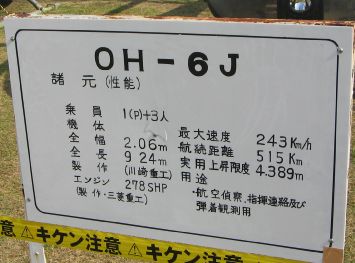 OH-6J
諸元(性能)
乗員 1(P)+3人
機体
全幅 2.06m
全長 9.24m
製作 (川崎重工)
エンジン 278SHP
(製作・三菱重工)
最大速度 243Km/h
航続距離 515Km
実用上昇限度 4.389m
用途
・航空偵察、指揮連絡及び
弾着観測用
意 ⚠ キケン注意 ⚠ キケン注意